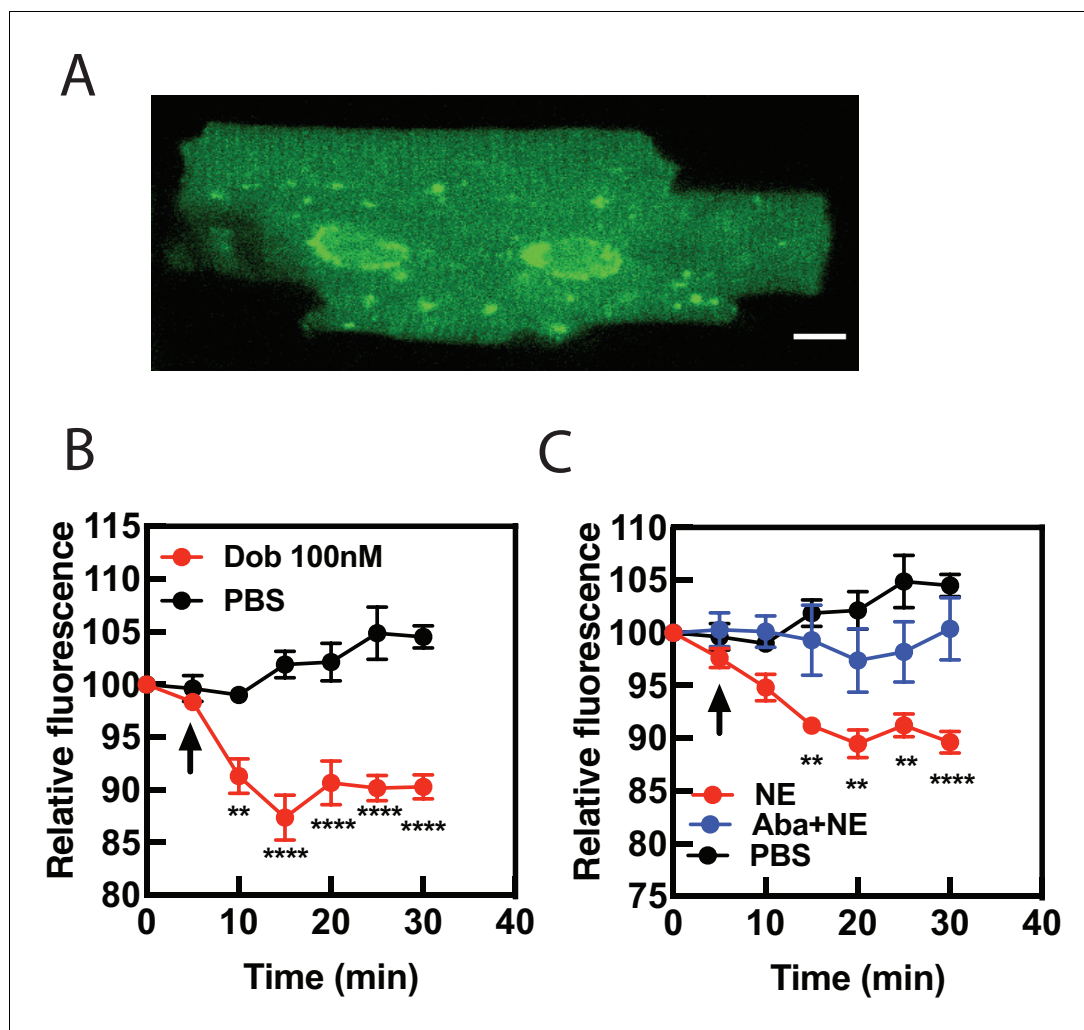 A
B
C
Relative fluorescence
115
110
105
100
95
90
85
80
Dob 100nM
PBS
**
****
****
****
****
0
10
20
30
40
Time (min)
Relative fluorescence
110
105
100
95
90
85
80
75
**
**
**
****
NE
Aba+NE
PBS
0
10
20
30
40
Time (min)